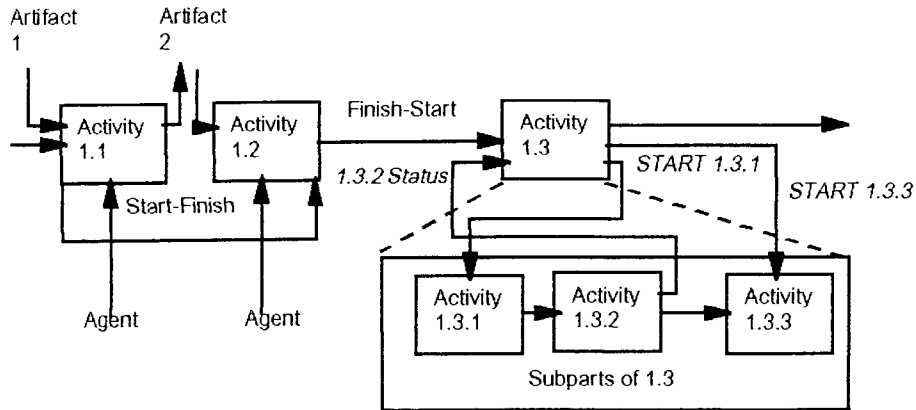 Artifact
1
Artifact
2
Activity
1.1
Activity
1.2
Finish-Start
Activity
1.3
1.3.2 Status
START 1.3.1
START 1.3.3
Start-Finish
Agent
Agent
Activity
1.3.1
Activity
1.3.2
Activity
1.3.3
Subparts of 1.3